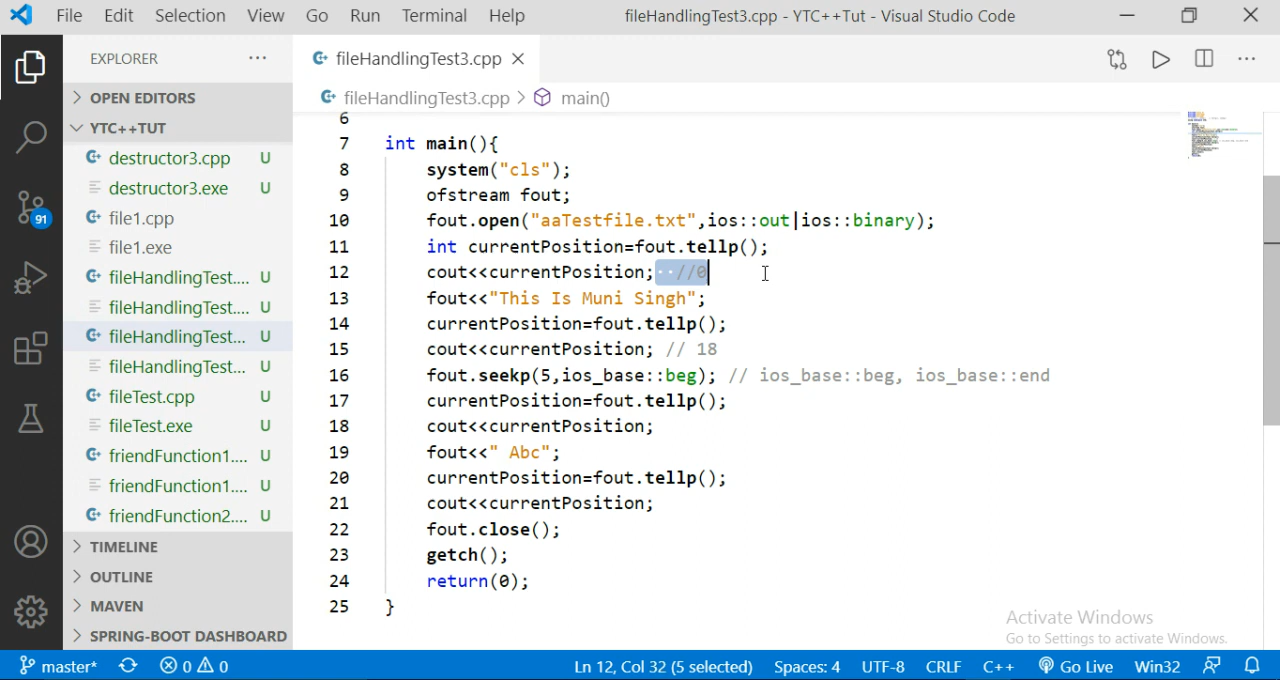 File Edit Selection View Go Run Terminal Help fileHandlingTest3.cpp - YTC++Tut - Visual Studio Code
EXPLORER ···
fileHandlingTest3.cpp
OPEN EDITORS
fileHandlingTest3.cpp > main()
YTC++TUT
destructor3.cpp U
destructor3.exe U
file1.cpp
file1.exe
fileHandlingTest.... U
fileHandlingTest.... U
fileHandlingTest... U
fileHandlingTest... U
fileTest.cpp U
fileTest.exe U
friendFunction1.... U
friendFunction1.... U
friendFunction2.... U
TIMELINE
OUTLINE
MAVEN
SPRING-BOOT DASHBOARD
91
6
7 int main(){
8 system("cls");
9 ofstream fout;
10 fout.open("aaTestfile.txt",ios::out|ios::binary);
11 int currentPosition=fout.tellp();
12 cout<<currentPosition; //0
13 fout<<"This Is Muni Singh";
14 currentPosition=fout.tellp();
15 cout<<currentPosition; // 18
16 fout.seekp(5,ios_base::beg); // ios_base::beg, ios_base::end
17 currentPosition=fout.tellp();
18 cout<<currentPosition;
19 fout<<" Abc";
20 currentPosition=fout.tellp();
21 cout<<currentPosition;
22 fout.close();
23 getch();
24 return(0);
25 }
Activate Windows
Go to Settings to activate Windows.
master* 0 0 Ln 12, Col 32 (5 selected) Spaces: 4 UTF-8 CRLF C++ Go Live Win32